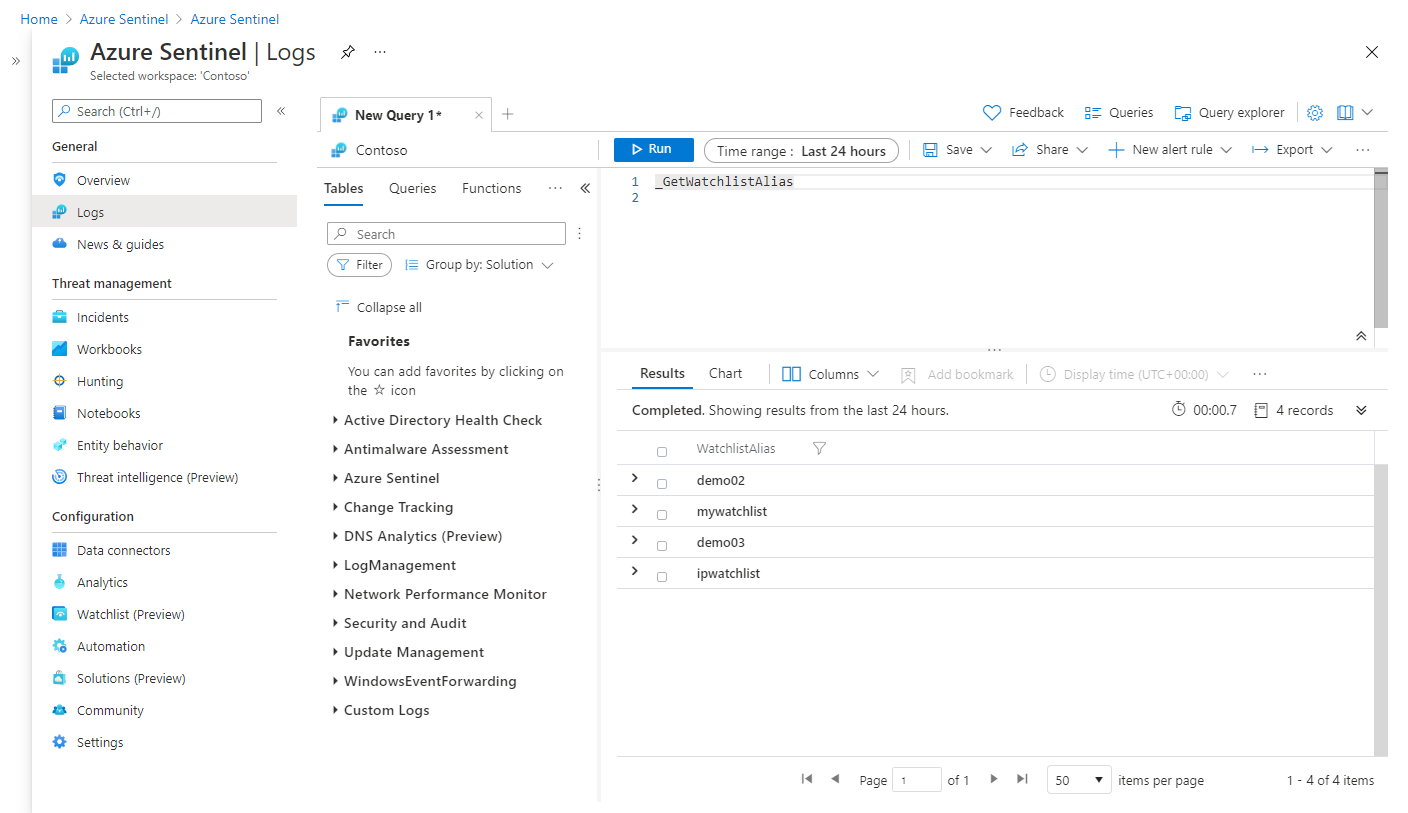 Home > Azure Sentinel > Azure Sentinel
Azure Sentinel | Logs
Selected workspace: 'Contoso'
Search (Ctrl+/)
General
Overview
Logs
News & guides
Threat management
Incidents
Workbooks
Hunting
Notebooks
Entity behavior
Threat intelligence (Preview)
Configuration
Data connectors
Analytics
Watchlist (Preview)
Automation
Solutions (Preview)
Community
Settings
New Query 1*
Feedback
Queries
Query explorer
Contoso
Run
Time range : Last 24 hours
Save
Share
New alert rule
Export
Tables
Queries
Functions
Search
Filter
Group by: Solution
Collapse all
Favorites
You can add favorites by clicking on
the ☆ icon
Active Directory Health Check
Antimalware Assessment
Azure Sentinel
Change Tracking
DNS Analytics (Preview)
LogManagement
Network Performance Monitor
Security and Audit
Update Management
WindowsEventForwarding
Custom Logs
1 _GetWatchlistAlias
2
Results
Chart
Columns
Add bookmark
Display time (UTC+00:00)
Completed. Showing results from the last 24 hours.
00:00.7
4 records
WatchlistAlias
demo02
mywatchlist
demo03
ipwatchlist
Page 1 of 1
50 items per page
1 - 4 of 4 items